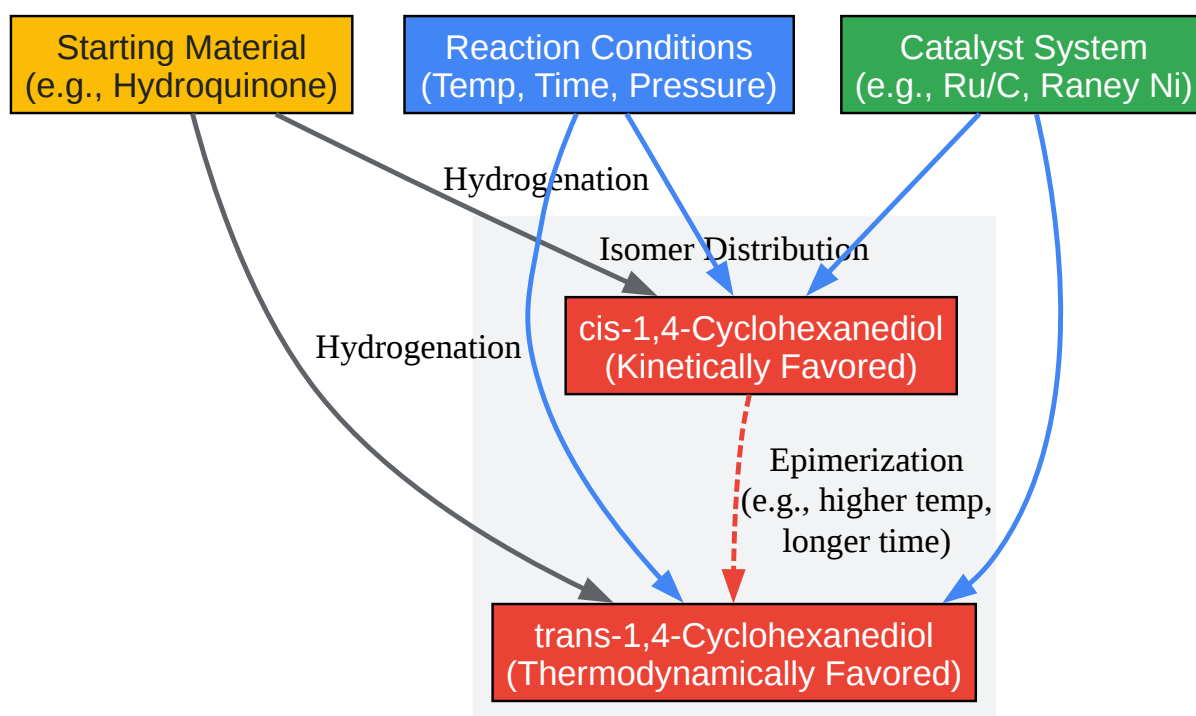 Starting Material
(e.g., Hydroquinone)
Reaction Conditions
(Temp, Time, Pressure)
Catalyst System
(e.g., Ru/C, Raney Ni)
Hydrogenation
Isomer Distribution
cis-1,4-Cyclohexanediol
(Kinetically Favored)
Hydrogenation
Epimerization
(e.g., higher temp,
longer time)
trans-1,4-Cyclohexanediol
(Thermodynamically Favored)